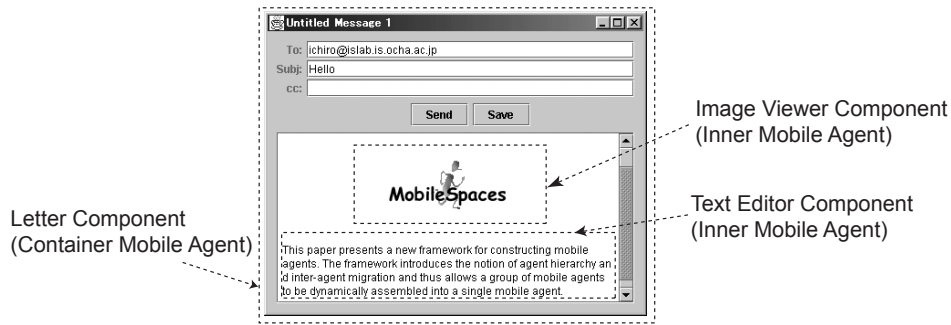 Untitled Message 1
To: ichiro@islab.is.ocha.ac.jp
Subj: Hello
cc:
Send Save
Image Viewer Component
(Inner Mobile Agent)
MobileSpaces
Text Editor Component
(Inner Mobile Agent)
Letter Component
(Container Mobile Agent)
This paper presents a new framework for constructing mobile
agents. The framework introduces the notion of agent hierarchy an
d inter-agent migration and thus allows a group of mobile agents
to be dynamically assembled into a single mobile agent.